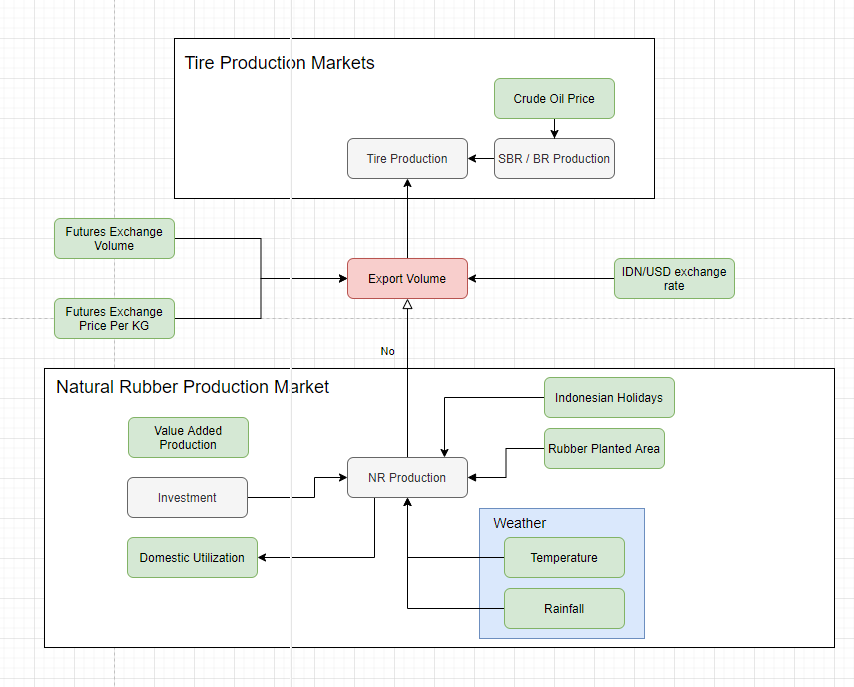 Tire Production Markets
Crude Oil Price
Tire Production
SBR / BR Production
Futures Exchange
Volume
Export Volume
IDN/USD exchange
rate
Futures Exchange
Price Per KG
No
Natural Rubber Production Market
Indonesian Holidays
Value Added
Production
Rubber Planted Area
NR Production
Investment
Weather
Domestic Utilization
Temperature
Rainfall